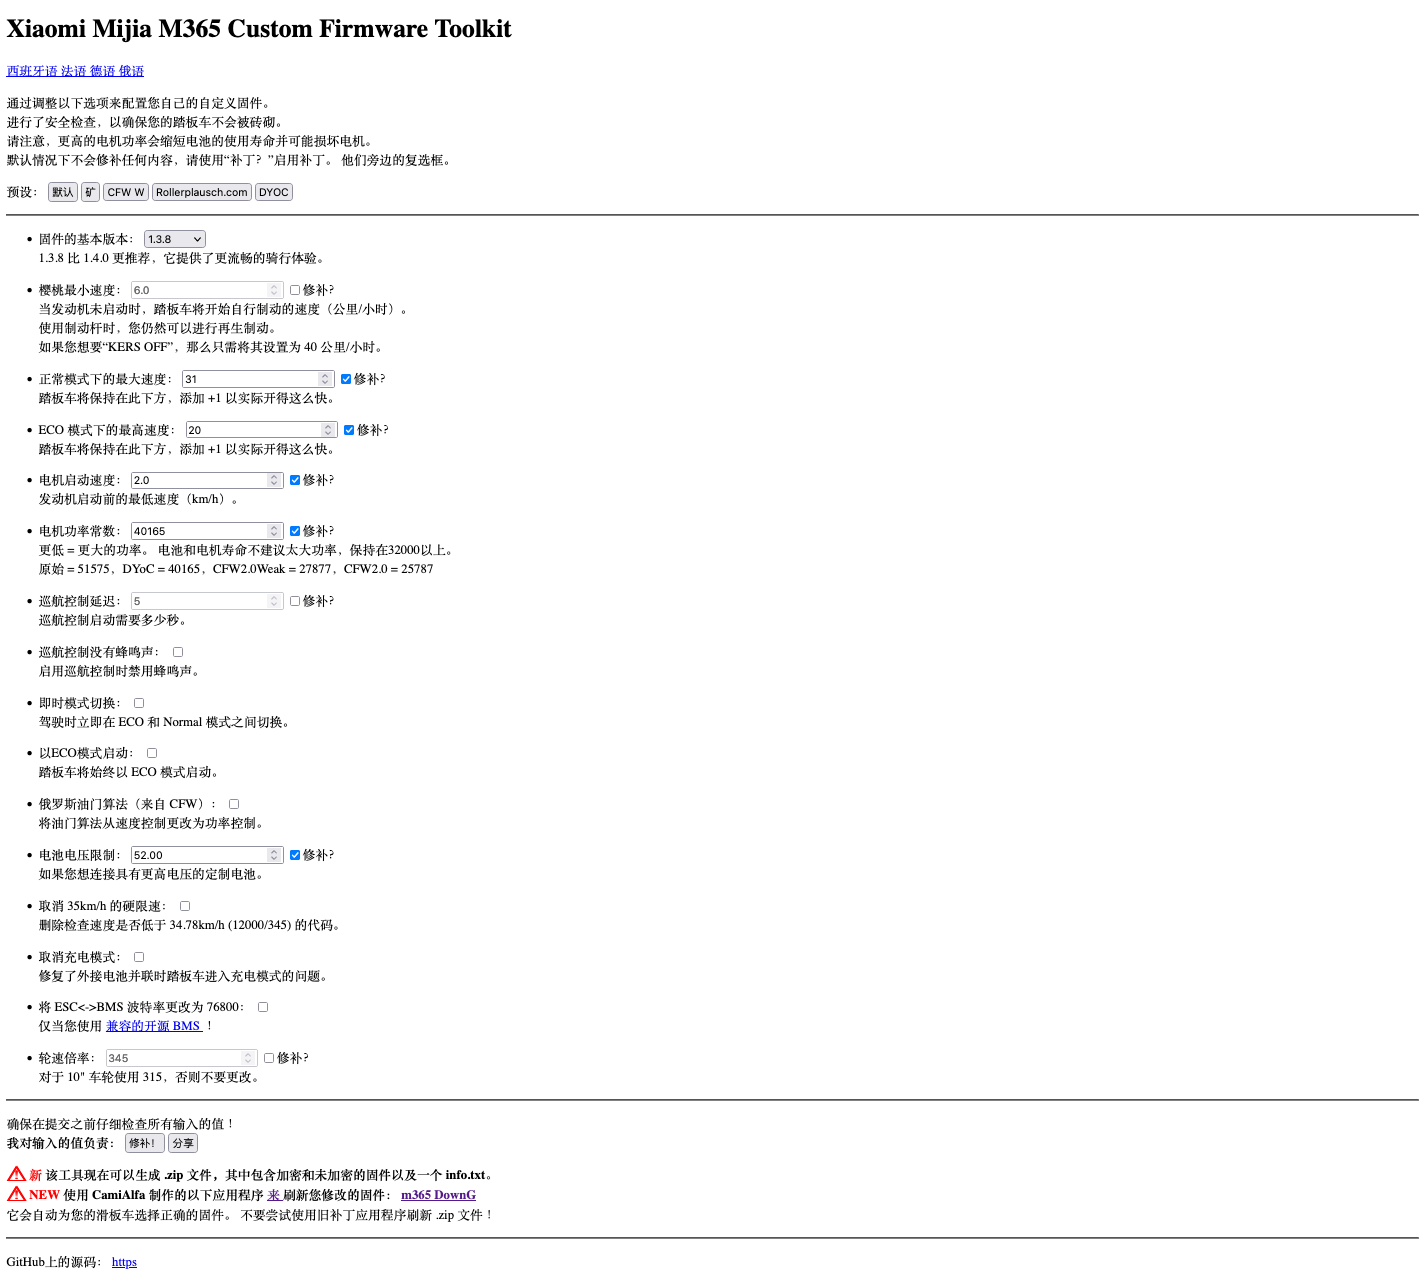 Xiaomi Mijia M365 Custom Firmware Toolkit
西班牙语 法语 德语 俄语
通过调整以下选项来配置您自己的自定义固件。
进行了安全检查，以确保您的踏板车不会被砖砌。
请注意，更高的电机功率会缩短电池的使用寿命并可能损坏电机。
默认情况下不会修补任何内容，请使用“补丁？”启用补丁。 他们旁边的复选框。
预设： 默认 矿 CFW W Rollerplausch.com DYOC
固件的基本版本： 1.3.8
1.3.8 比 1.4.0 更推荐，它提供了更流畅的骑行体验。
樱桃最小速度： 6.0 修补?
当发动机未启动时，踏板车将开始自行制动的速度（公里/小时）。
使用制动杆时，您仍然可以进行再生制动。
如果您想要“KERS OFF”，那么只需将其设置为 40 公里/小时。
正常模式下的最大速度： 31 修补?
踏板车将保持在此下方，添加 +1 以实际开得这么快。
ECO 模式下的最高速度： 20 修补?
踏板车将保持在此下方，添加 +1 以实际开得这么快。
电机启动速度： 2.0 修补?
发动机启动前的最低速度（km/h）。
电机功率常数： 40165 修补?
更低 = 更大的功率。 电池和电机寿命不建议太大功率，保持在32000以上。
原始 = 51575，DYoC = 40165，CFW2.0Weak = 27877，CFW2.0 = 25787
巡航控制延迟： 5 修补?
巡航控制启动需要多少秒。
巡航控制没有蜂鸣声：
启用巡航控制时禁用蜂鸣声。
即时模式切换：
驾驶时立即在 ECO 和 Normal 模式之间切换。
以ECO模式启动：
踏板车将始终以 ECO 模式启动。
俄罗斯油门算法（来自 CFW）：
将油门算法从速度控制更改为功率控制。
电池电压限制： 52.00 修补?
如果您想连接具有更高电压的定制电池。
取消 35km/h 的硬限速：
删除检查速度是否低于 34.78km/h (12000/345) 的代码。
取消充电模式：
修复了外接电池并联时踏板车进入充电模式的问题。
将 ESC<->BMS 波特率更改为 76800：
仅当您使用 兼容的开源 BMS ！
轮速倍率： 345 修补?
对于 10" 车轮使用 315，否则不要更改。
确保在提交之前仔细检查所有输入的值！
我对输入的值负责： 修补！ 分享
⚠ 新 该工具现在可以生成 .zip 文件，其中包含加密和未加密的固件以及一个 info.txt。
⚠ NEW 使用 CamiAlfa 制作的以下应用程序 来 刷新您修改的固件： m365 DownG
它会自动为您的滑板车选择正确的固件。 不要尝试使用旧补丁应用程序刷新 .zip 文件！
GitHub上的源码： https